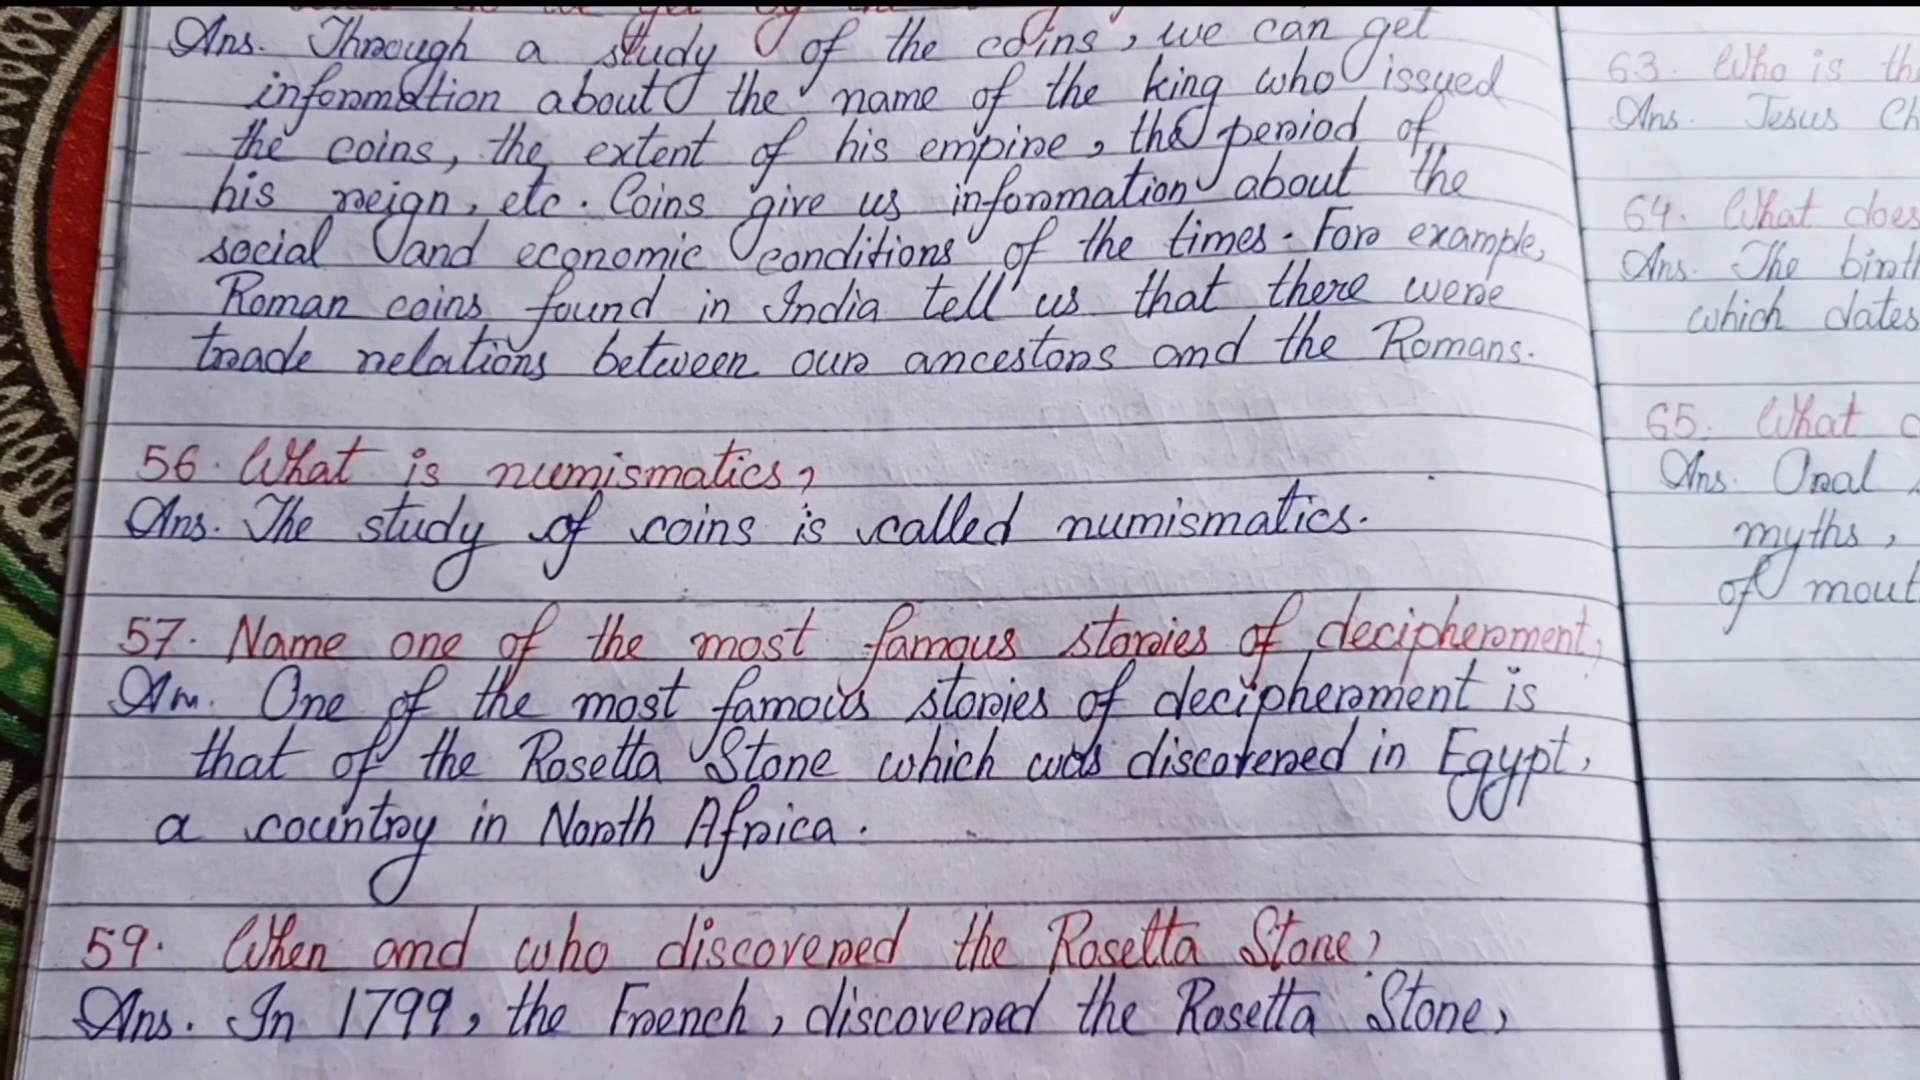 Ans. Through a study of the coins, we can get
information about the name of the king who issued
the coins, the extent of his empire, the period of
his reign, etc. Coins give us information about the
social and economic conditions of the times. For example,
Roman coins found in India tell us that there were
trade relations between our ancestors and the Romans.
56. What is numismatics?
Ans. The study of coins is called numismatics.
57. Name one of the most famous stories of decipherment;
Ans. One of the most famous stories of decipherment is
that of the Rosetta Stone which was discovered in Egypt,
a country in North Africa.
59. When and who discovered the Rosetta Stone?
Ans. In 1799, the French, discovered the Rosetta Stone,
63. Who is
Ans. Jesus
64. What does
Ans. The
which dates
65. What
Ans. Oral
myths,
of